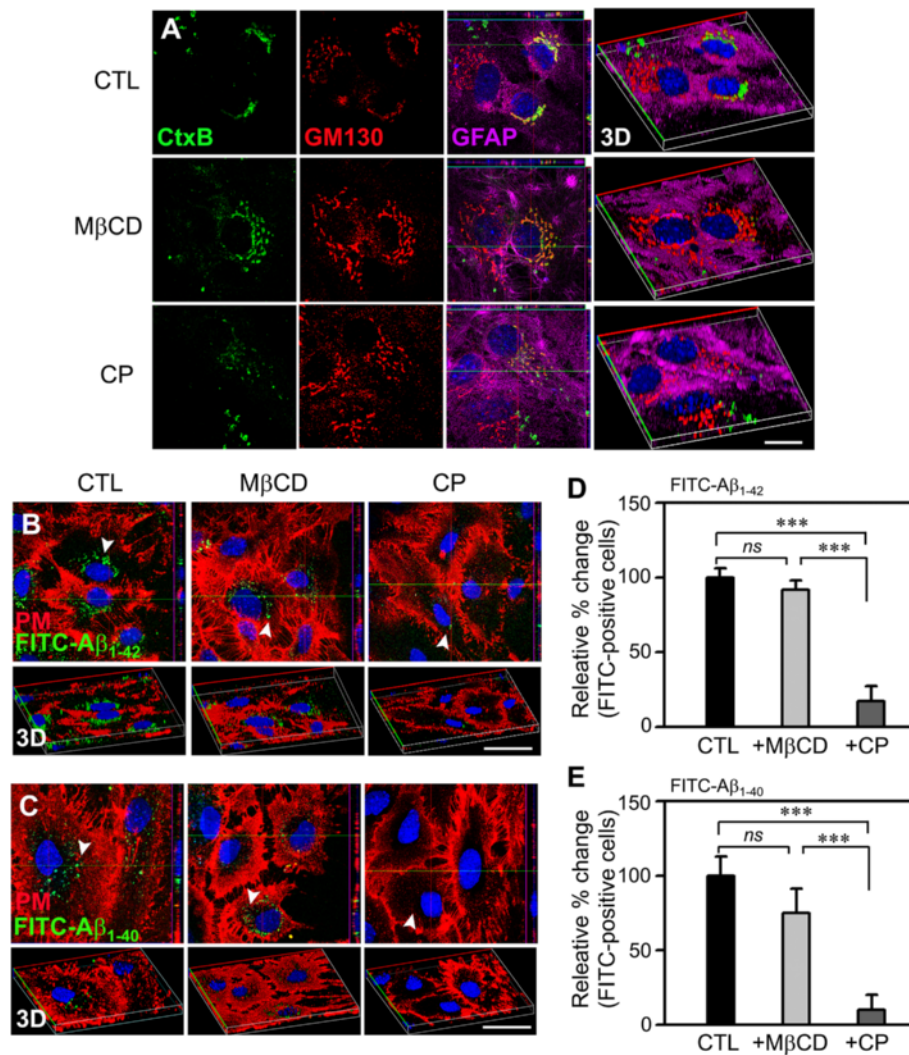 A
CTL
CtxB
GM130
GFAP
3D
MβCD
CP
CTL MβCD CP
B
PM
FITC-Aβ1-42
3D
C
PM
FITC-Aβ1-40
3D
D
FITC-Aβ1-42
Releative % change
(FITC-positive cells)
150
100
50
0
***
ns
***
CTL +MβCD +CP
E
FITC-Aβ1-40
Releative % change
(FITC-positive cells)
150
100
50
0
***
ns
***
CTL +MβCD +CP